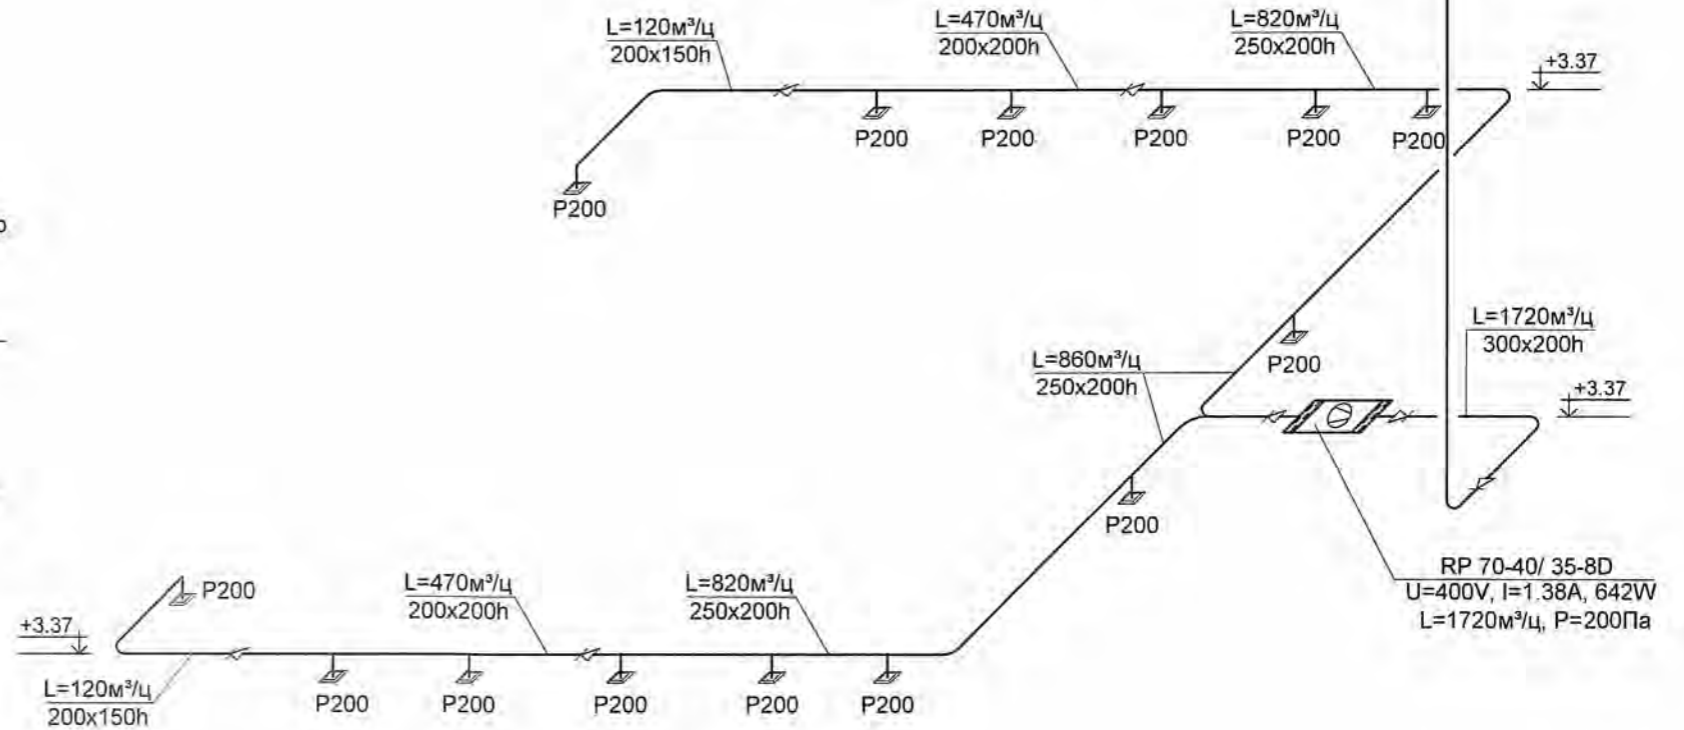 L=120м³/ц
200x150h
L=470м³/ц
200x200h
L=820м³/ц
250x200h
+3.37
P200
P200
P200
P200
P200
P200
L=1720м³/ц
300x200h
L=860м³/ц
250x200h
P200
+3.37
P200
RP 70-40/ 35-8D
U=400V, I=1.38A, 642W
L=1720м³/ц, P=200Па
P200
L=470м³/ц
200x200h
L=820м³/ц
250x200h
+3.37
L=120м³/ц
200x150h
P200
P200
P200
P200
P200